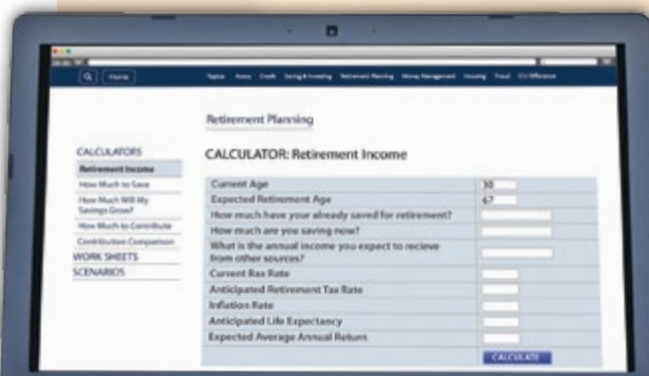 Home
Topics Autos Credit Saving & Investing Retirement Planning Money Management Housing Fraud CU Difference
Retirement Planning
CALCULATORS
Retirement Income
How Much to Save
How Much Will My
Savings Grow?
How Much to Contribute
Contribution Comparison
WORK SHEETS
SCENARIOS
CALCULATOR: Retirement Income
Current Age 30
Expected Retirement Age 67
How much have your already saved for retirement?
How much are you saving now?
What is the annual income you expect to recieve
from other sources?
Current Rax Rate
Anticipated Retirement Tax Rate
Inflation Rate
Anticipated Life Expectancy
Expected Average Annual Return
CALCULATE